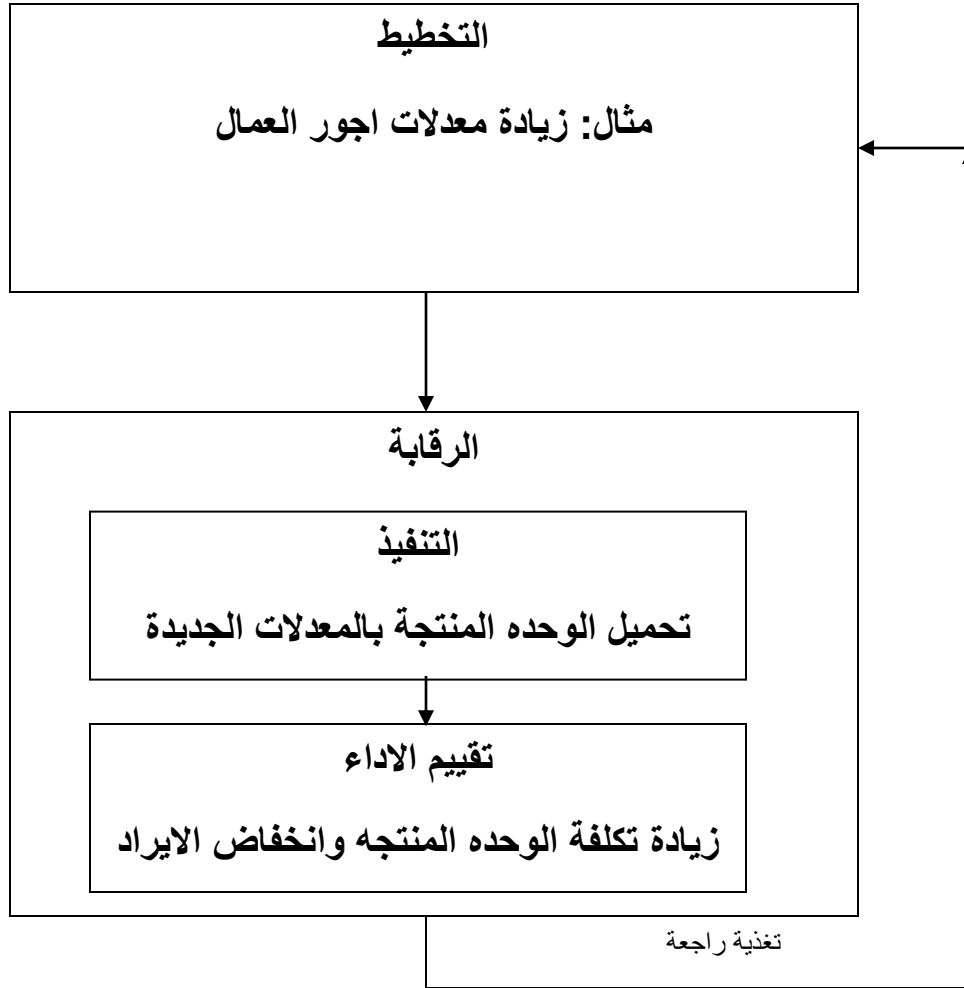 التخطيط
مثال: زيادة معدلات اجور العمال
الرقابة
التنفيذ
تحميل الوحده المنتجة بالمعدلات الجديدة
تقييم الاداء
زيادة تكلفة الوحده المنتجه وانخفاض الايراد
تغذية راجعة